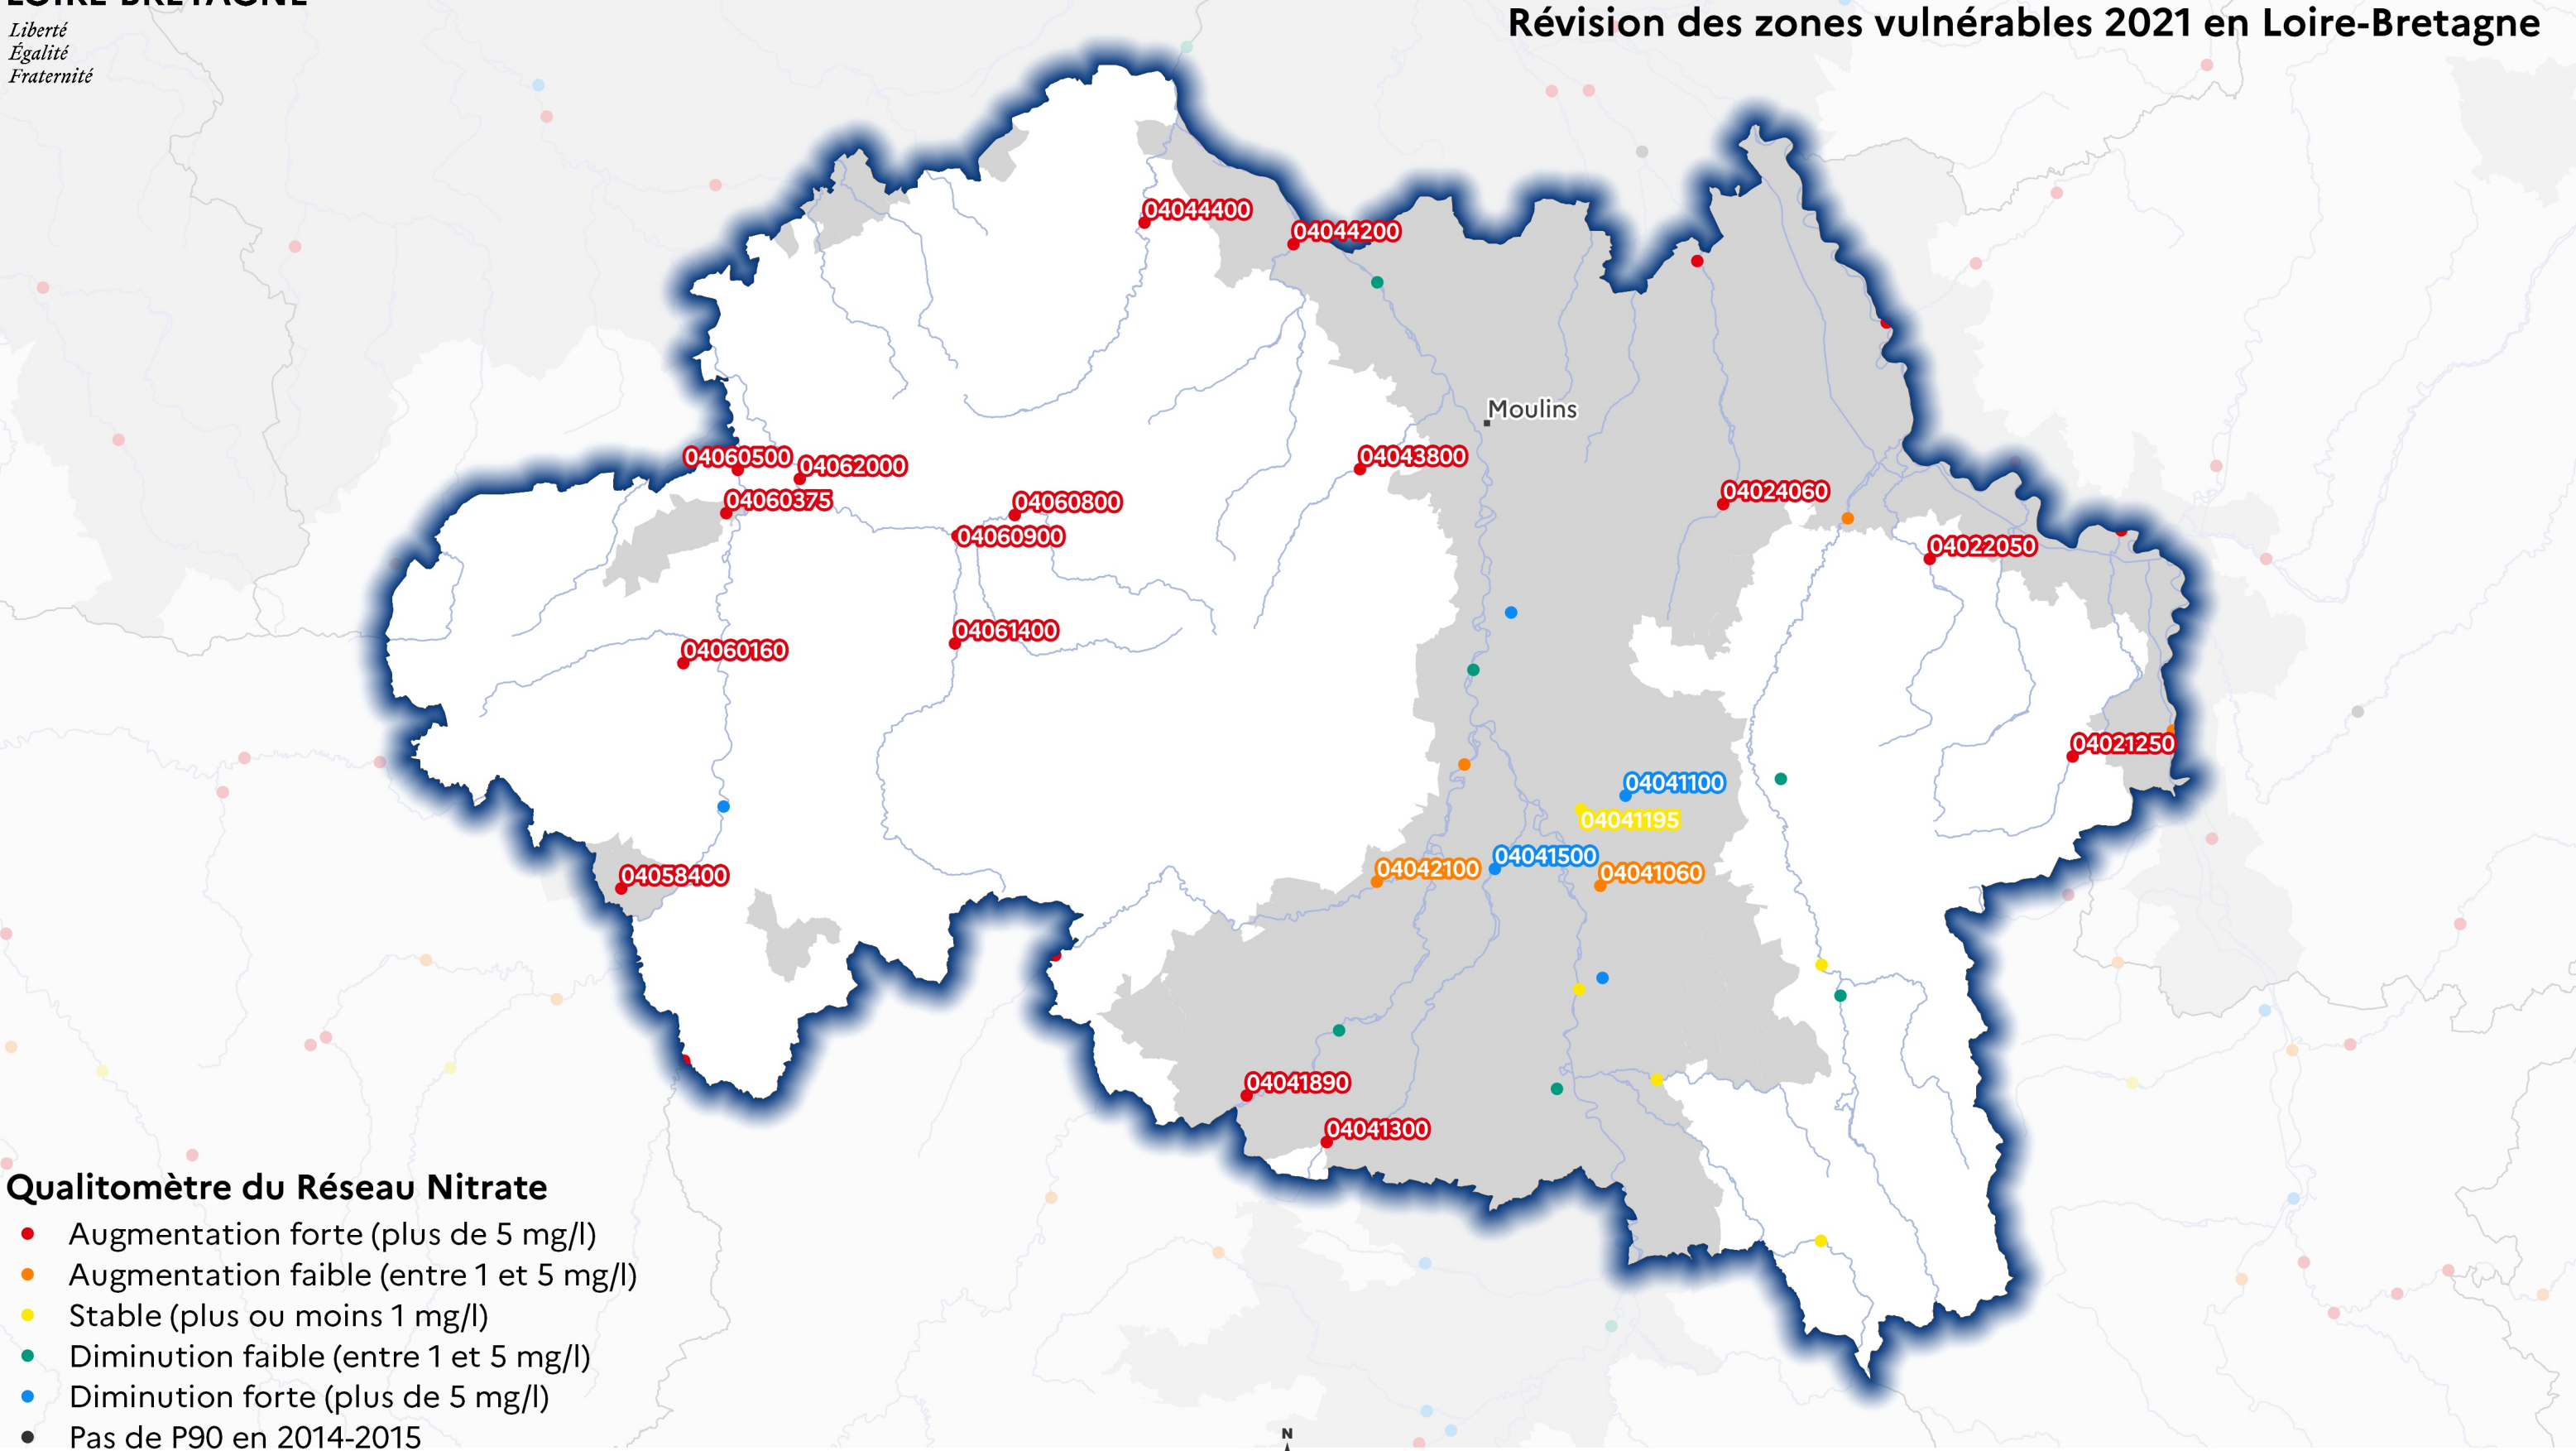 LOIRE-BRETAGNE
Liberté
Égalité
Fraternité
Révision des zones vulnérables 2021 en Loire-Bretagne
04044400
04044200
Moulins
04060500
04062000
04043800
04060375
04060800
04024060
04060900
04022050
04061400
04060160
04021250
04041100
04041195
04041500
04042100
04041060
04058400
04041890
04041300
Qualitomètre du Réseau Nitrate
Augmentation forte (plus de 5 mg/l)
Augmentation faible (entre 1 et 5 mg/l)
Stable (plus ou moins 1 mg/l)
Diminution faible (entre 1 et 5 mg/l)
Diminution forte (plus de 5 mg/l)
Pas de P90 en 2014-2015
N